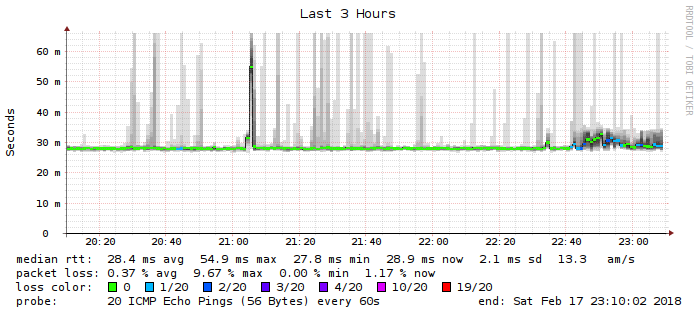 Last 3 Hours
RRDTOOL / TOBI OETIKER
Seconds
60 m
50 m
40 m
30 m
20 m
10 m
0
20:20 20:40 21:00 21:20 21:40 22:00 22:20 22:40 23:00
median rtt: 28.4 ms avg 54.9 ms max 27.8 ms min 28.9 ms now 2.1 ms sd 13.3 am/s
packet loss: 0.37 % avg 9.67 % max 0.00 % min 1.17 % now
loss color: 0 1/20 2/20 3/20 4/20 10/20 19/20
probe: 20 ICMP Echo Pings (56 Bytes) every 60s end: Sat Feb 17 23:10:02 2018